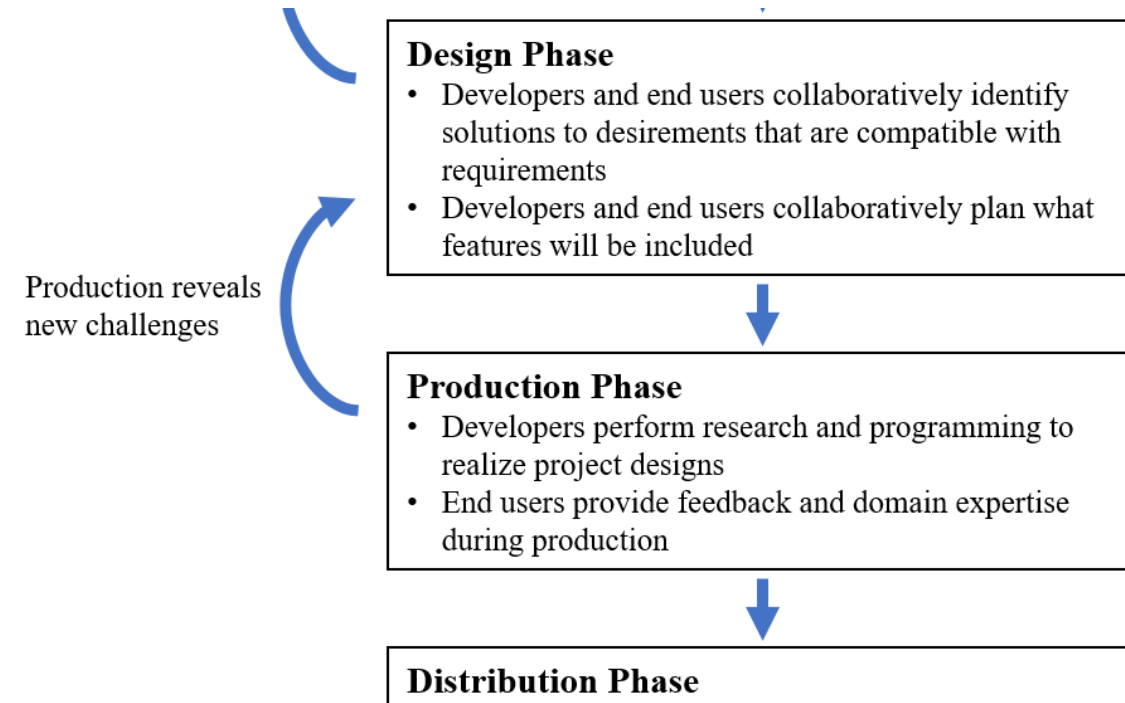 Design Phase
• Developers and end users collaboratively identify
solutions to desirements that are compatible with
requirements
• Developers and end users collaboratively plan what
features will be included
Production reveals
new challenges
Production Phase
• Developers perform research and programming to
realize project designs
• End users provide feedback and domain expertise
during production
Distribution Phase